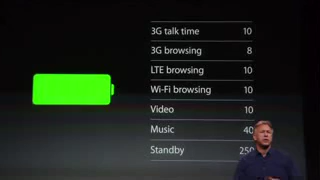 3G talk time 10
3G browsing 8
LTE browsing 10
Wi-Fi browsing 10
Video 10
Music 40
Standby 250